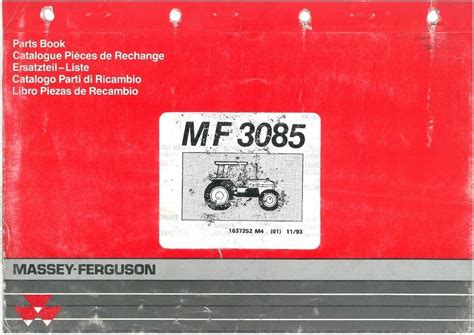 Parts Book
Catalogue Pièces de Rechange
Ersatzteil–Liste
Catalogo Parti di Ricambio
Libro Piezas de Recambio
MF 3085
1637252 M4 (01) 11/93
MASSEY-FERGUSON